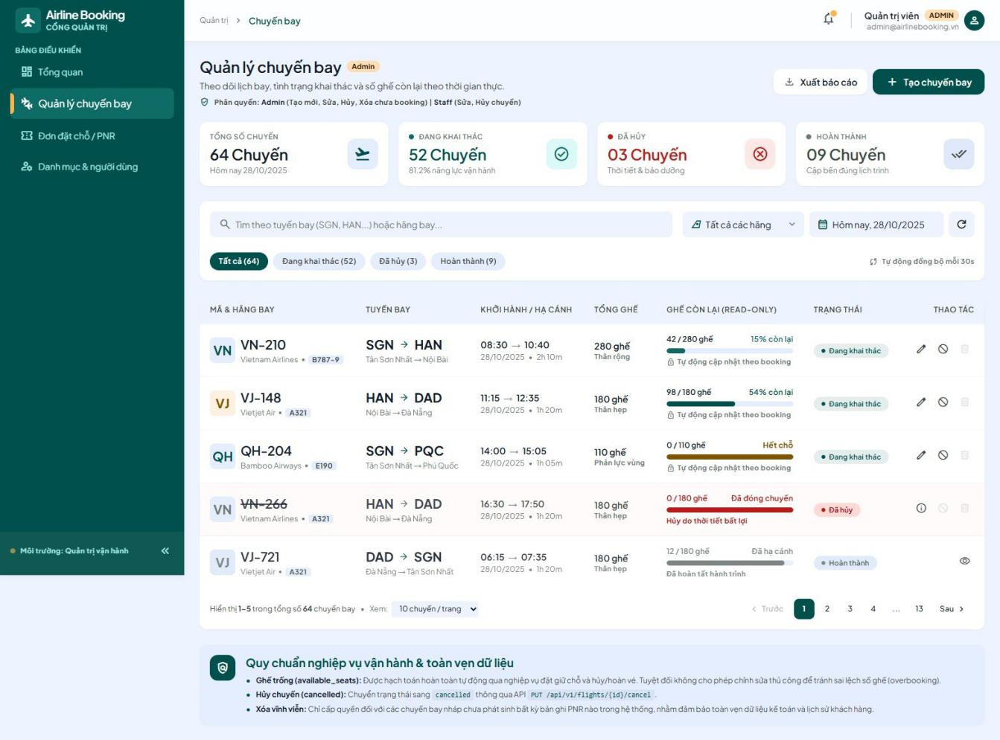 Airline Booking
CỔNG QUẢN TRỊ
BẢNG ĐIỀU KHIỂN
Tổng quan
Quản lý chuyến bay
Đơn đặt chỗ / PNR
Danh mục & người dùng
Môi trường: Quản trị vận hành
Quản trị > Chuyến bay
Quản trị viên ADMIN
admin@airlinebooking.vn
Quản lý chuyến bay Admin
Theo dõi lịch bay, tình trạng khai thác và số ghế còn lại theo thời gian thực.
Phân quyền: Admin (Tạo mới, Sửa, Hủy, Xóa chưa booking) | Staff (Sửa, Hủy chuyến)
Xuất báo cáo
+ Tạo chuyến bay
TỔNG SỐ CHUYẾN
64 Chuyến
Hôm nay 28/10/2025
ĐANG KHAI THÁC
52 Chuyến
81.2% năng lực vận hành
ĐÃ HỦY
03 Chuyến
Thời tiết & bảo dưỡng
HOÀN THÀNH
09 Chuyến
Cập bến đúng lịch trình
Tìm theo tuyến bay (SGN, HAN...) hoặc hãng bay...
Tất cả các hãng
Hôm nay, 28/10/2025
Tất cả (64)
Đang khai thác (52)
Đã hủy (3)
Hoàn thành (9)
Tự động đồng bộ mỗi 30s
MÃ & HÃNG BAY TUYẾN BAY KHỞI HÀNH / HẠ CÁNH TỔNG GHẾ GHẾ CÒN LẠI (READ-ONLY) TRẠNG THÁI THAO TÁC
VN VN-210 SGN → HAN 08:30 → 10:40 280 ghế 42 / 280 ghế 15% còn lại Đang khai thác
Vietnam Airlines • B787-9 Tân Sơn Nhất → Nội Bài 28/10/2025 • 2h 10m Thân rộng Tự động cập nhật theo booking
VJ VJ-148 HAN → DAD 11:15 → 12:35 180 ghế 98 / 180 ghế 54% còn lại Đang khai thác
Vietjet Air • A321 Nội Bài → Đà Nẵng 28/10/2025 • 1h 20m Thân hẹp Tự động cập nhật theo booking
QH QH-204 SGN → PQC 14:00 → 15:05 110 ghế 0 / 110 ghế Hết chỗ Đang khai thác
Bamboo Airways • E190 Tân Sơn Nhất → Phú Quốc 28/10/2025 • 1h 05m Phản lực vùng Tự động cập nhật theo booking
VN VN-266 HAN → DAD 16:30 → 17:50 180 ghế 0 / 180 ghế Đã đóng chuyến Đã hủy
Vietnam Airlines • A321 Nội Bài → Đà Nẵng 28/10/2025 • 1h 20m Thân hẹp Hủy do thời tiết bất lợi
VJ VJ-721 DAD → SGN 06:15 → 07:35 180 ghế 12 / 180 ghế Đã hạ cánh Hoàn thành
Vietjet Air • A321 Đà Nẵng → Tân Sơn Nhất 28/10/2025 • 1h 20m Thân hẹp Đã hoàn tất hành trình
Hiển thị 1-5 trong tổng số 64 chuyến bay • Xem: 10 chuyến / trang
< Trước 1 2 3 4 ... 13 Sau >
Quy chuẩn nghiệp vụ vận hành & toàn vẹn dữ liệu
• Ghế trống (available_seats): Được hạch toán hoàn toàn tự động qua nghiệp vụ đặt giữ chỗ và hủy/hoàn vé. Tuyệt đối không cho phép chỉnh sửa thủ công để tránh sai lệch số ghế (overbooking).
• Hủy chuyến (cancelled): Chuyển trạng thái sang cancelled thông qua API PUT /api/v1/flights/{id}/cancel .
• Xóa vĩnh viễn: Chỉ cấp quyền đối với các chuyến bay nháp chưa phát sinh bất kỳ bản ghi PNR nào trong hệ thống, nhằm đảm bảo toàn vẹn dữ liệu kế toán và lịch sử khách hàng.